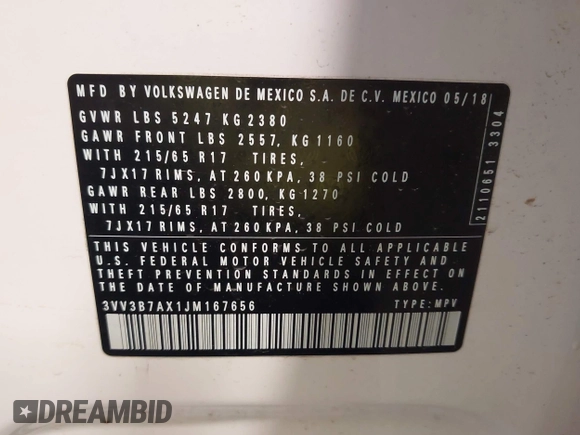 MFD BY VOLKSWAGEN DE MEXICO S.A. DE C.V. MEXICO 05/18
GVWR LBS 5247 KG 2380
GAWR FRONT LBS 2557, KG 1160
WITH 215/65 R17 TIRES,
7JX17 RIMS, AT 260 KPA, 38 PSI COLD
GAWR REAR LBS 2800, KG 1270
WITH 215/65 R17 TIRES,
7JX17 RIMS, AT 260 KPA, 38 PSI COLD
THIS VEHICLE CONFORMS TO ALL APPLICABLE
U.S. FEDERAL MOTOR VEHICLE SAFETY AND
THEFT PREVENTION STANDARDS IN EFFECT ON
THE DATE OF MANUFACTURE SHOWN ABOVE.
3VV3B7AX1JM167656 TYPE: MPV
2110651 3304
DREAMBID